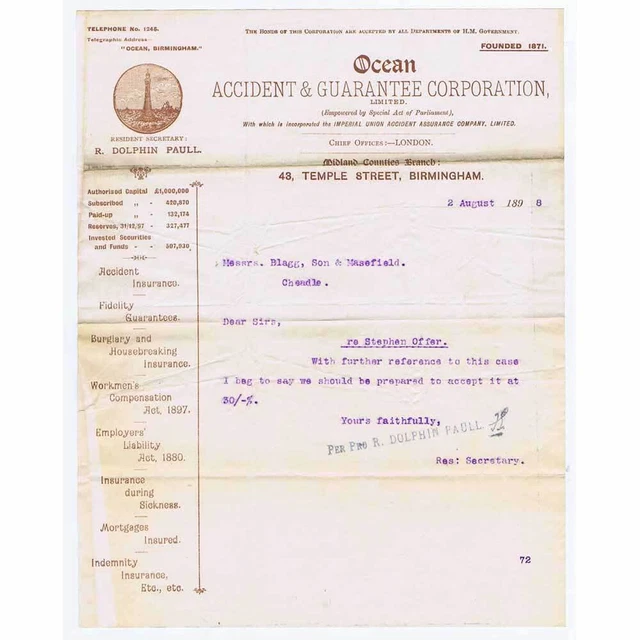 TELEPHONE No. 1365.
Telegraphic Address—
"OCEAN, BIRMINGHAM."
THE BONDS OF THIS CORPORATION ARE ACCEPTED BY ALL DEPARTMENTS OF H.M. GOVERNMENT.
FOUNDED 1871.
Ocean
ACCIDENT & GUARANTEE CORPORATION,
LIMITED.
(Empowered by Special Act of Parliament),
With which is incorporated the IMPERIAL UNION ACCIDENT ASSURANCE COMPANY, LIMITED.
CHIEF OFFICES:—LONDON.
RESIDENT SECRETARY:
R. DOLPHIN PAULL.
Midland Counties Branch:
43, TEMPLE STREET, BIRMINGHAM.
Authorised Capital £1,000,000
Subscribed „ - 420,670
Paid-up „ - 132,174
Reserves, 31/12/97 - 327,477
Invested Securities
and Funds - - 597,930
2 August 1898
Messrs. Blagg, Son & Masefield.
Cheadle.
Dear Sirs,
re Stephen Offer.
With further reference to this case
I beg to say we should be prepared to accept it at
30/-%.
Yours faithfully,
PER PRO R. DOLPHIN PAULL
Res: Secretary.
72
Accident
Insurance.
Fidelity
Guarantees.
Burglary and
Housebreaking
Insurance.
Workmen's
Compensation
Act, 1897.
Employers'
Liability
Act, 1880.
Insurance
during
Sickness.
Mortgages
Insured.
Indemnity
Insurance,
Etc., etc.